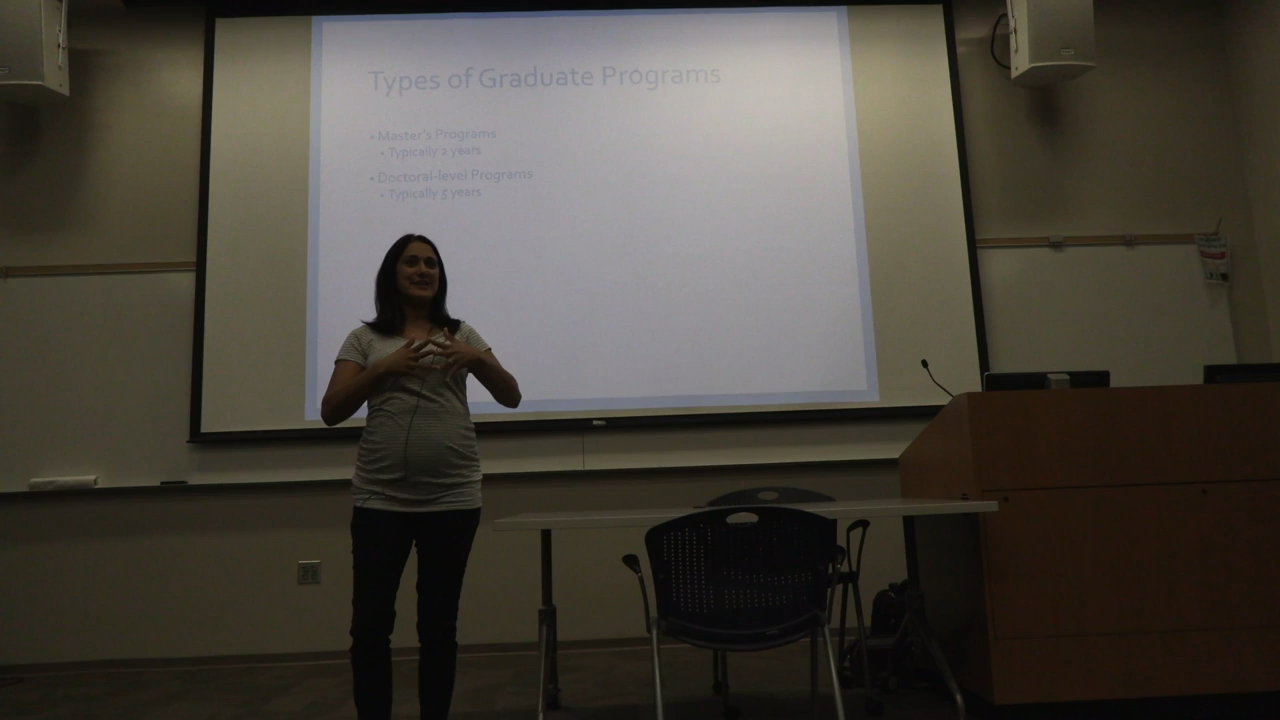 Types of Graduate Programs
• Master's Programs
• Typically 2 years
• Doctoral-level Programs
• Typically 5 years